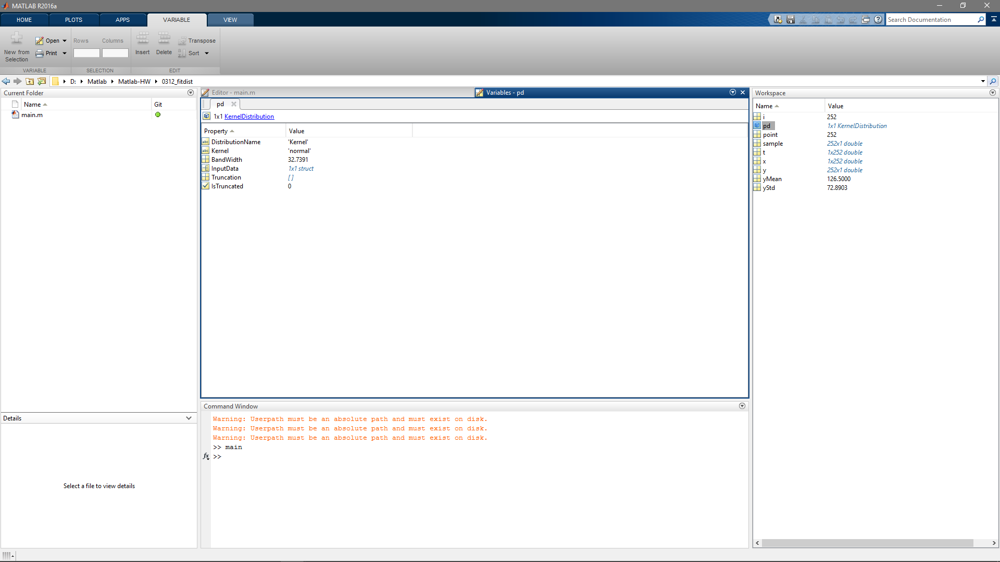 MATLAB R2016a
HOME PLOTS APPS VARIABLE VIEW
Search Documentation
New from Selection
Open
Print
Rows Columns
Insert Delete
Transpose
Sort
VARIABLE SELECTION EDIT
D: Matlab Matlab-HW 0312_fitdist
Current Folder
Name Git
main.m
Details
Select a file to view details
Editor - main.m
Variables - pd
pd
1x1 KernelDistribution
Property Value
DistributionName 'Kernel'
Kernel 'normal'
BandWidth 32.7391
InputData 1x1 struct
Truncation []
IsTruncated 0
Command Window
Warning: Userpath must be an absolute path and must exist on disk.
Warning: Userpath must be an absolute path and must exist on disk.
Warning: Userpath must be an absolute path and must exist on disk.
>> main
fx >>
Workspace
Name Value
i 252
pd 1x1 KernelDistribution
point 252
sample 252x1 double
t 1x252 double
x 1x252 double
y 252x1 double
yMean 126.5000
yStd 72.8903